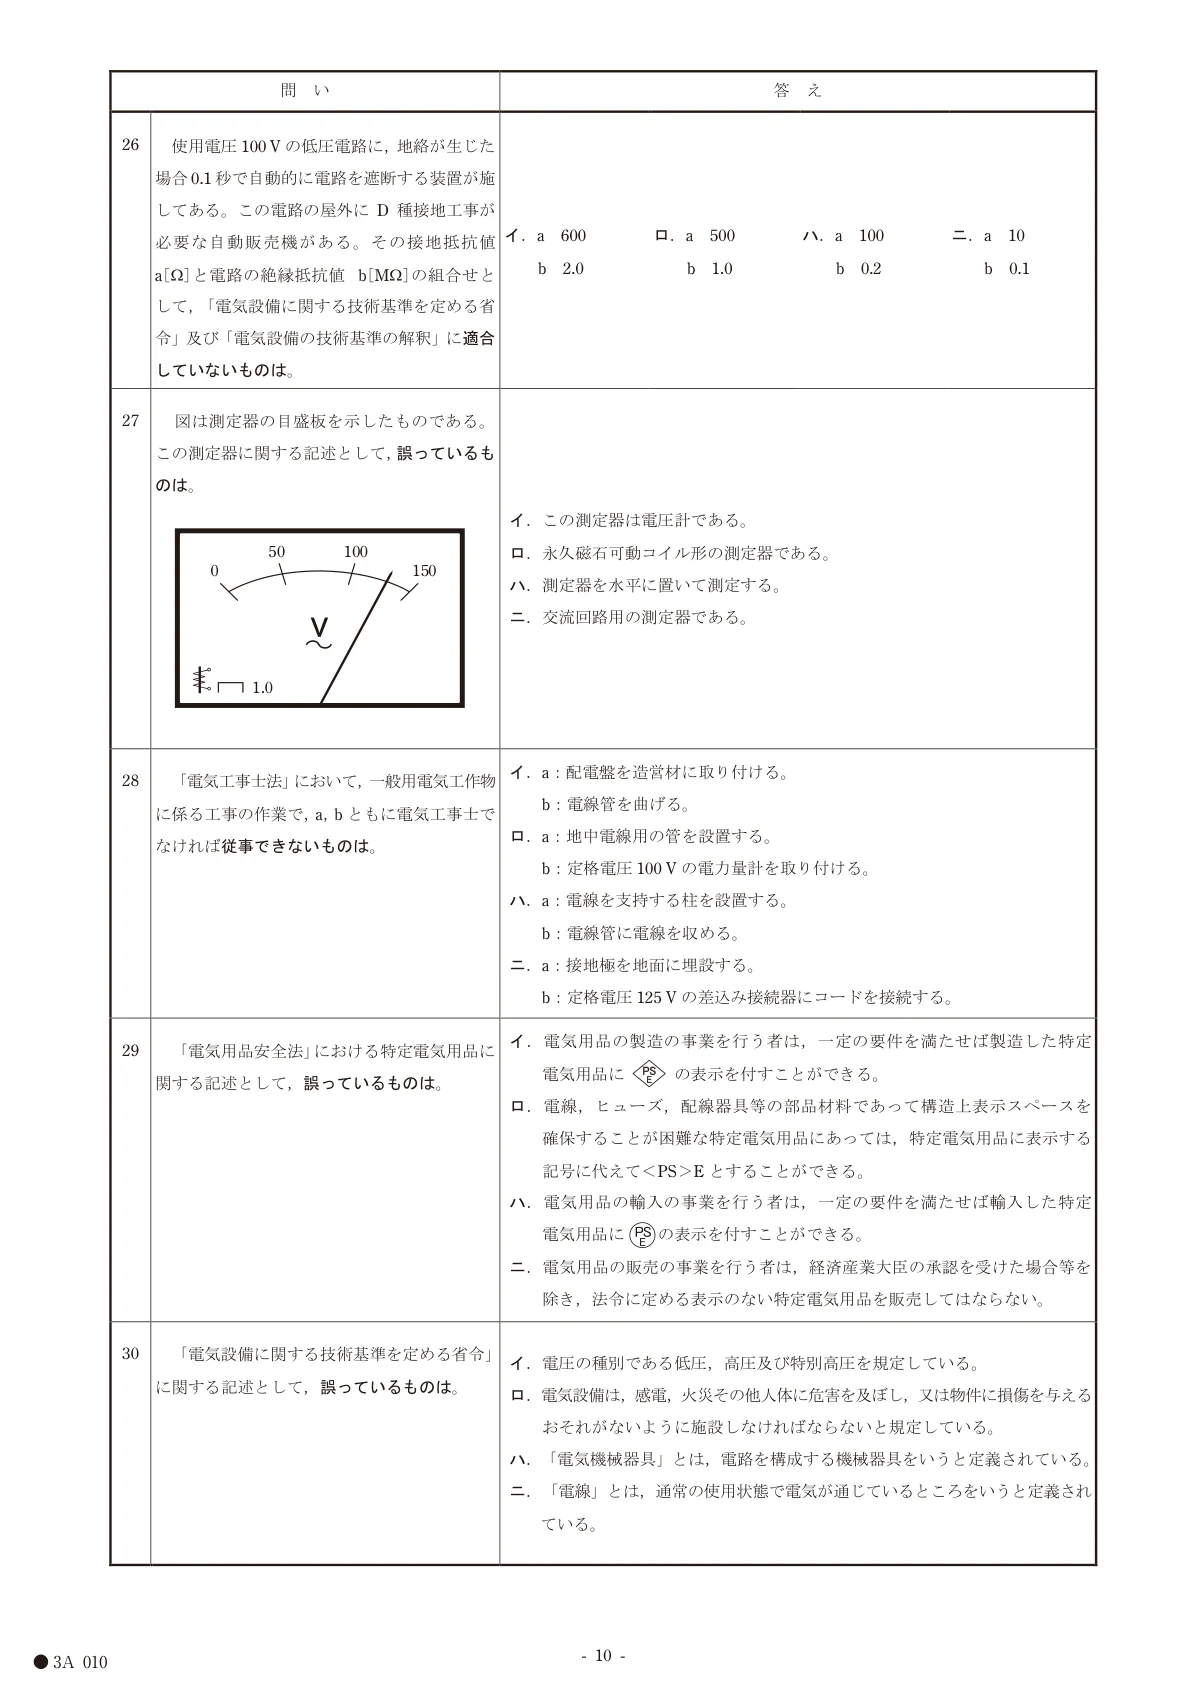 問　い
答　え
26
使用電圧 100 V の低圧電路に，地絡が生じた
場合 0.1 秒で自動的に電路を遮断する装置が施
してある。この電路の屋外に D 種接地工事が
必要な自動販売機がある。その接地抵抗値
a[Ω]と電路の絶縁抵抗値 b[MΩ]の組合せと
して，「電気設備に関する技術基準を定める省
令」及び「電気設備の技術基準の解釈」に適合
していないものは。
イ．a　600　ロ．a　500　ハ．a　100　ニ．a　10
b　2.0　b　1.0　b　0.2　b　0.1
27
図は測定器の目盛板を示したものである。
この測定器に関する記述として，誤っているも
のは。
0　50　100　150
V
1.0
イ．この測定器は電圧計である。
ロ．永久磁石可動コイル形の測定器である。
ハ．測定器を水平に置いて測定する。
ニ．交流回路用の測定器である。
28
「電気工事士法」において，一般用電気工作物
に係る工事の作業で，a, b ともに電気工事士で
なければ従事できないものは。
イ．a：配電盤を造営材に取り付ける。
b：電線管を曲げる。
ロ．a：地中電線用の管を設置する。
b：定格電圧 100 V の電力量計を取り付ける。
ハ．a：電線を支持する柱を設置する。
b：電線管に電線を収める。
ニ．a：接地極を地面に埋設する。
b：定格電圧 125 V の差込み接続器にコードを接続する。
29
「電気用品安全法」における特定電気用品に
関する記述として，誤っているものは。
イ．電気用品の製造の事業を行う者は，一定の要件を満たせば製造した特定
電気用品に PS E の表示を付すことができる。
ロ．電線，ヒューズ，配線器具等の部品材料であって構造上表示スペースを
確保することが困難な特定電気用品にあっては，特定電気用品に表示する
記号に代えて＜PS＞E とすることができる。
ハ．電気用品の輸入の事業を行う者は，一定の要件を満たせば輸入した特定
電気用品に PS E の表示を付すことができる。
ニ．電気用品の販売の事業を行う者は，経済産業大臣の承認を受けた場合等を
除き，法令に定める表示のない特定電気用品を販売してはならない。
30
「電気設備に関する技術基準を定める省令」
に関する記述として，誤っているものは。
イ．電圧の種別である低圧，高圧及び特別高圧を規定している。
ロ．電気設備は，感電，火災その他人体に危害を及ぼし，又は物件に損傷を与える
おそれがないように施設しなければならないと規定している。
ハ．「電気機械器具」とは，電路を構成する機械器具をいうと定義されている。
ニ．「電線」とは，通常の使用状態で電気が通じているところをいうと定義され
ている。
- 10 -
●3A 010